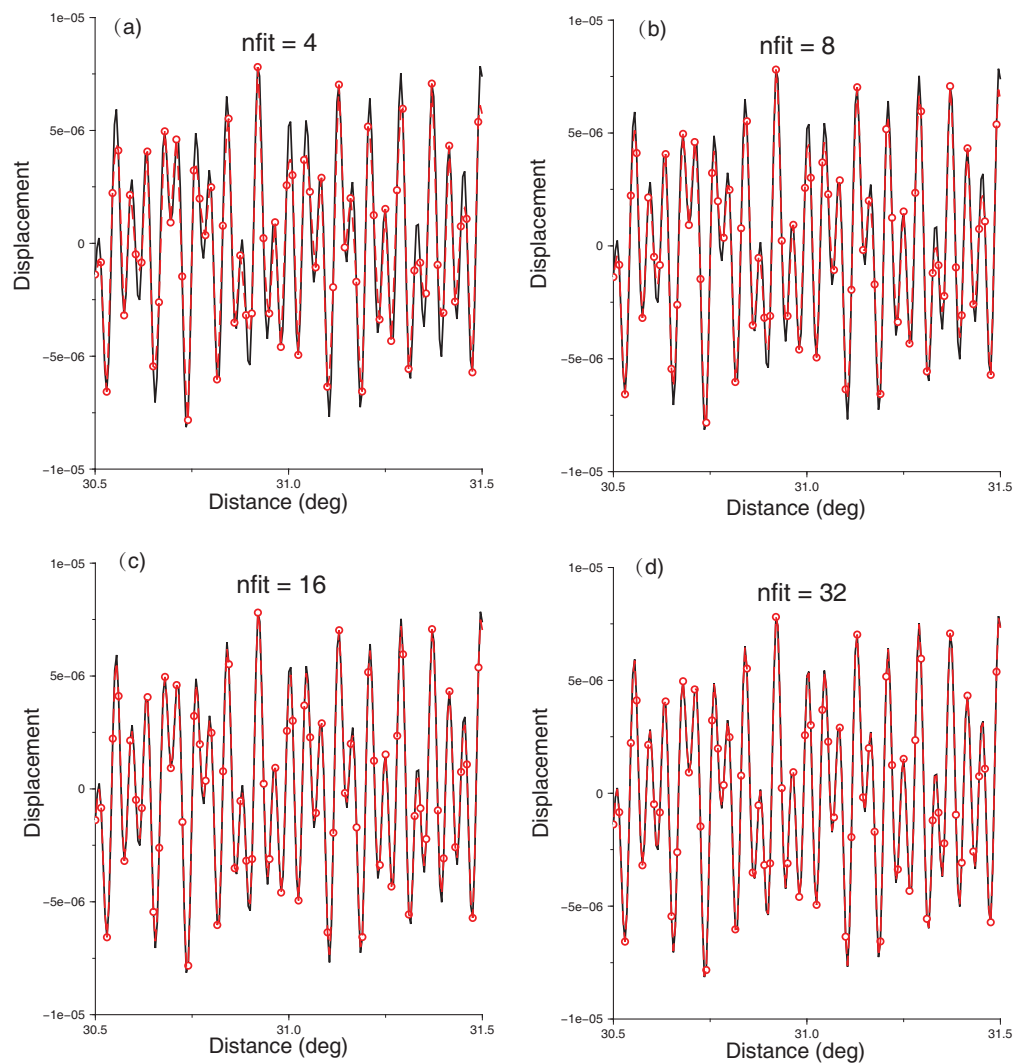 (a)
nfit = 4
1e−05
5e−06
0
−5e−06
−1e−05
Displacement
30.5
31.0
31.5
Distance (deg)
(b)
nfit = 8
1e−05
5e−06
0
−5e−06
−1e−05
Displacement
30.5
31.0
31.5
Distance (deg)
(c)
nfit = 16
1e−05
5e−06
0
−5e−06
−1e−05
Displacement
30.5
31.0
31.5
Distance (deg)
(d)
nfit = 32
1e−05
5e−06
0
−5e−06
−1e−05
Displacement
30.5
31.0
31.5
Distance (deg)